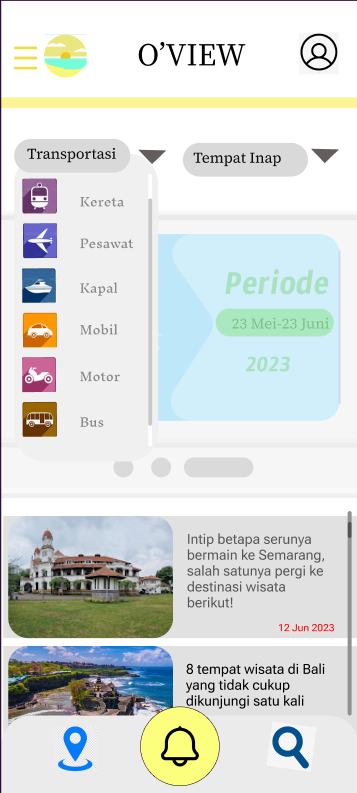 O’VIEW
Transportasi
Tempat Inap
Kereta
Pesawat
Kapal
Mobil
Motor
Bus
Periode
23 Mei-23 Juni
2023
Intip betapa serunya
bermain ke Semarang,
salah satunya pergi ke
destinasi wisata
berikut!
12 Jun 2023
8 tempat wisata di Bali
yang tidak cukup
dikunjungi satu kali